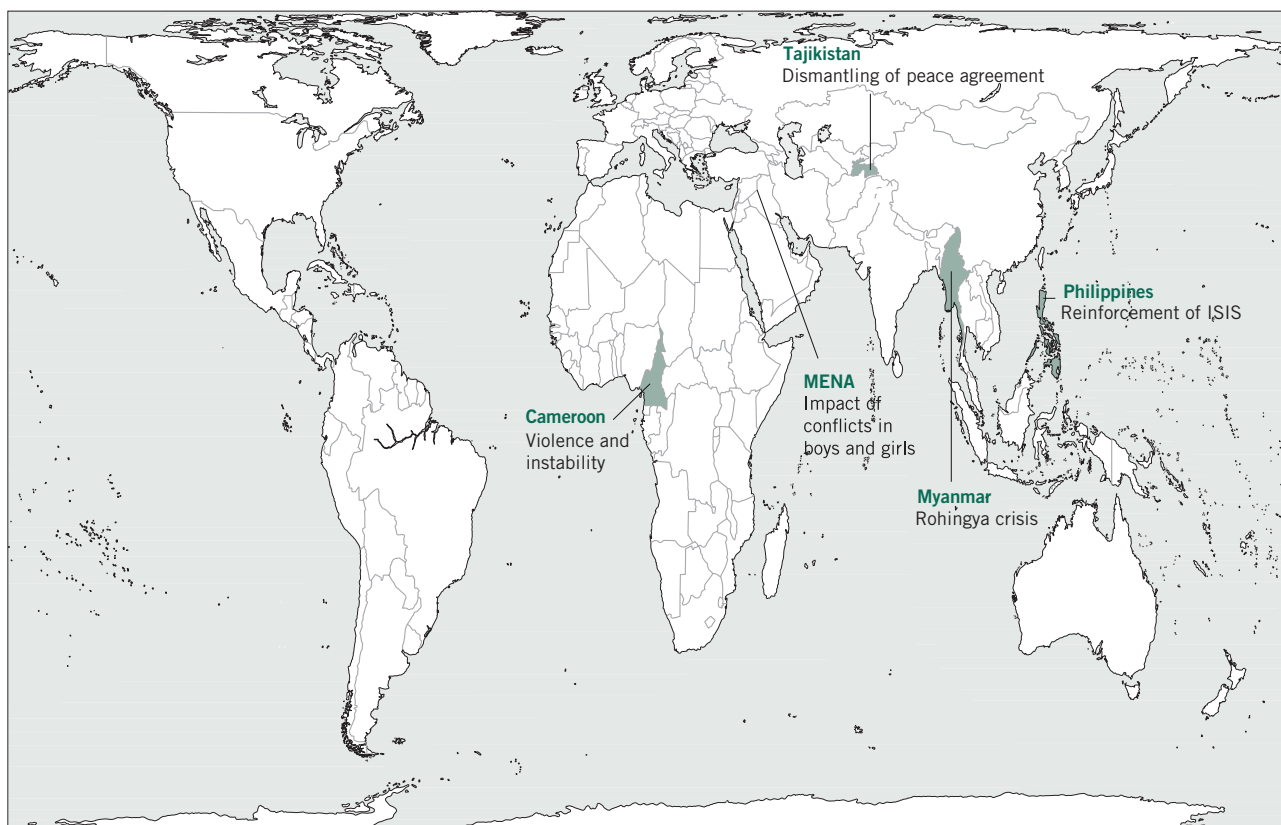 Tajikistan
Dismantling of peace agreement
Philippines
Reinforcement of ISIS
MENA
Impact of
conflicts in
boys and girls
Cameroon
Violence and
instability
Myanmar
Rohingya crisis